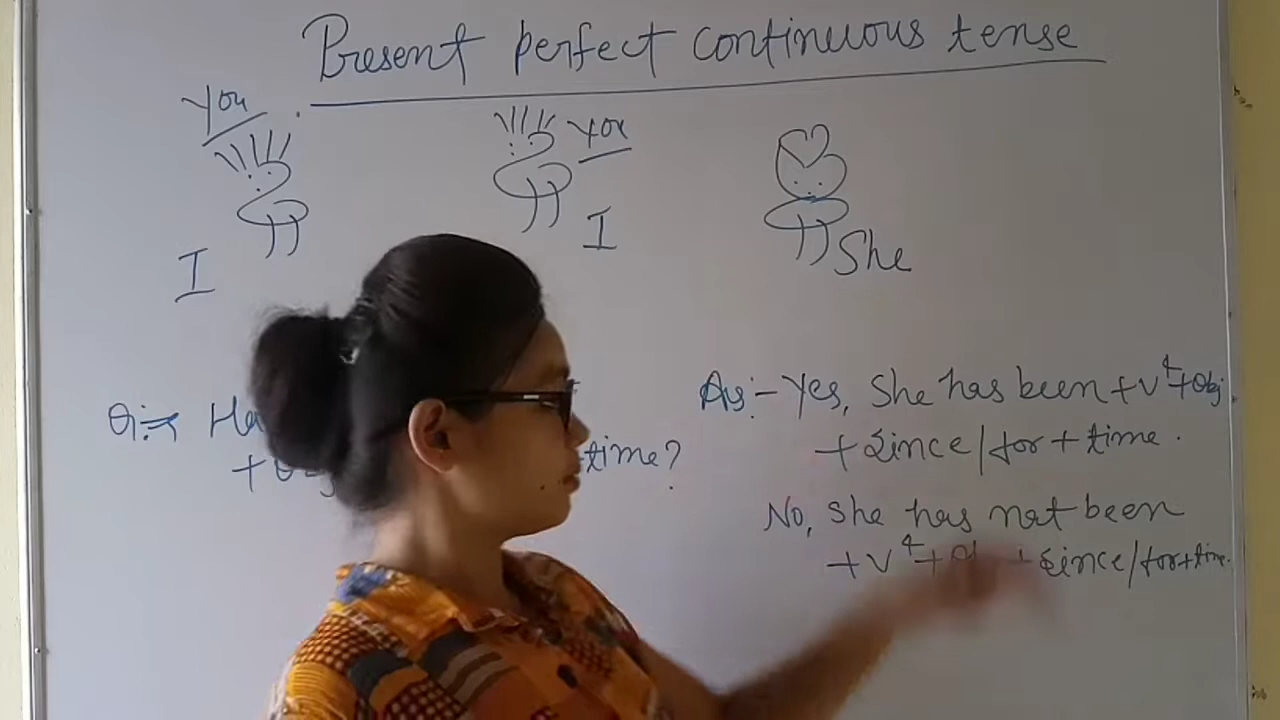 Present perfect continuous tense
you
you
I
I
She
+ time?
As:- Yes, She has been + V⁴ + Obj
+ Since/for + time.
No, She has not been
+ V⁴ + + Since/for + time.